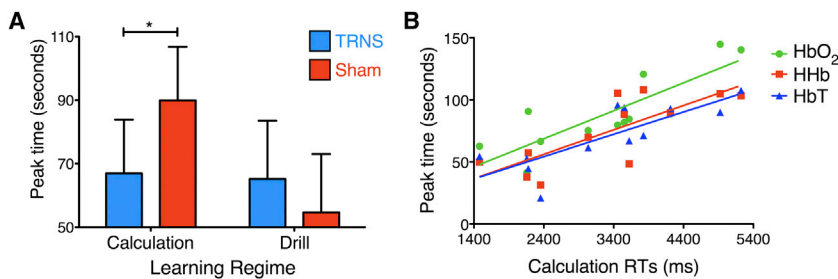 A
Peak time (seconds)
110
90
70
50
*
TRNS
Sham
Calculation
Drill
Learning Regime
B
Peak time (seconds)
150
100
50
0
1400
2400
3400
4400
5400
Calculation RTs (ms)
HbO₂
HHb
HbT